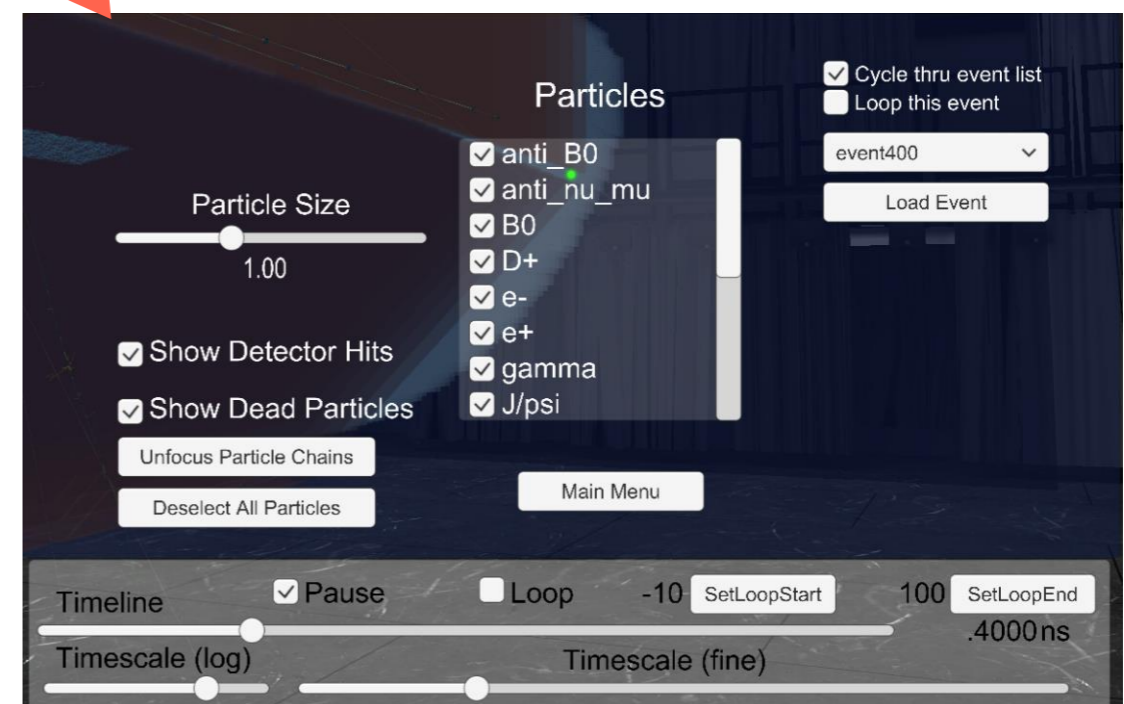 Particles
anti_B0
anti_nu_mu
B0
D+
e-
e+
gamma
J/psi
Particle Size
1.00
Show Detector Hits
Show Dead Particles
Unfocus Particle Chains
Deselect All Particles
Main Menu
Cycle thru event list
Loop this event
event400
Load Event
Timeline
Pause
Loop
-10 SetLoopStart
100 SetLoopEnd
.4000ns
Timescale (log)
Timescale (fine)